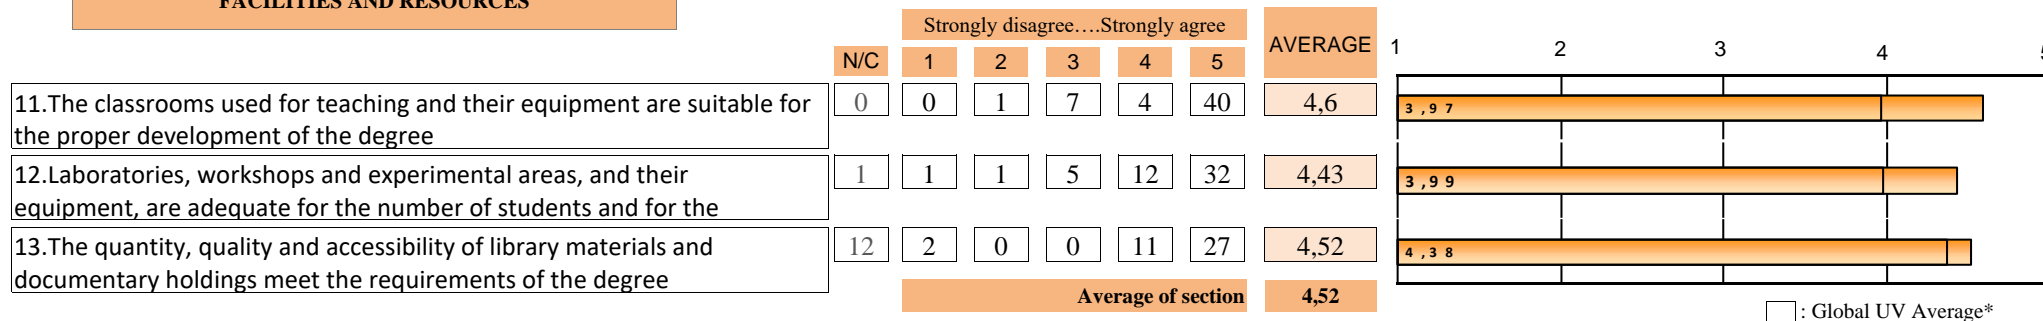 FACILITIES AND RESOURCES
Strongly disagree….Strongly agree
AVERAGE
N/C 1 2 3 4 5
1 2 3 4 5
11.The classrooms used for teaching and their equipment are suitable for
the proper development of the degree
0 0 1 7 4 40 4,6
3,97
12.Laboratories, workshops and experimental areas, and their
equipment, are adequate for the number of students and for the
1 1 1 5 12 32 4,43
3,99
13.The quantity, quality and accessibility of library materials and
documentary holdings meet the requirements of the degree
12 2 0 0 11 27 4,52
4,38
Average of section 4,52
: Global UV Average*